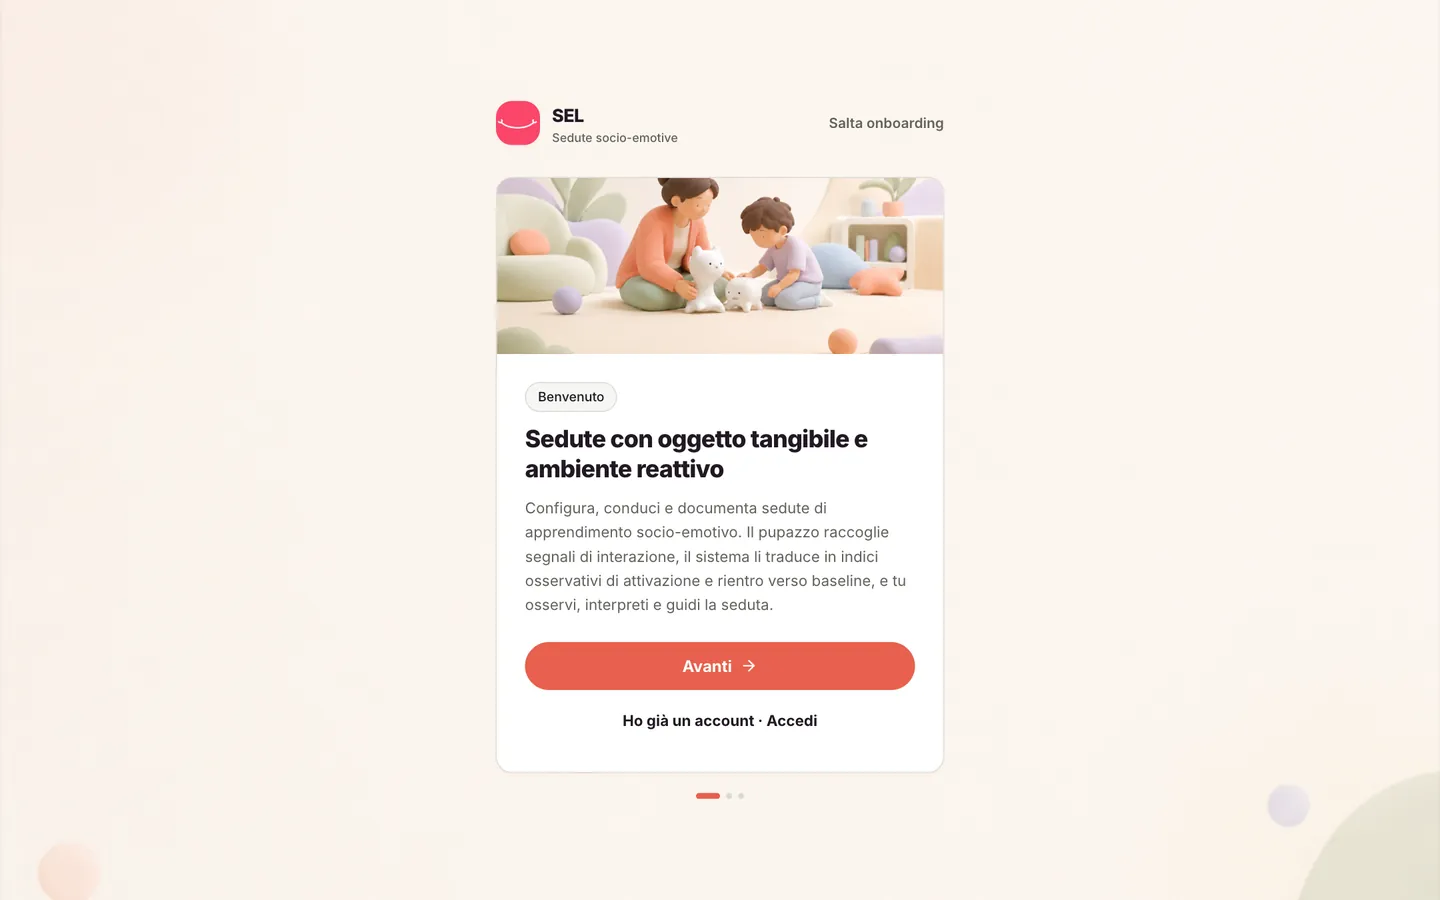 SEL
Sedute socio-emotive
Salta onboarding
Benvenuto
Sedute con oggetto tangibile e
ambiente reattivo
Configura, conduci e documenta sedute di
apprendimento socio-emotivo. Il pupazzo raccoglie
segnali di interazione, il sistema li traduce in indici
osservativi di attivazione e rientro verso baseline, e tu
osservi, interpreti e guidi la seduta.
Avanti →
Ho già un account · Accedi